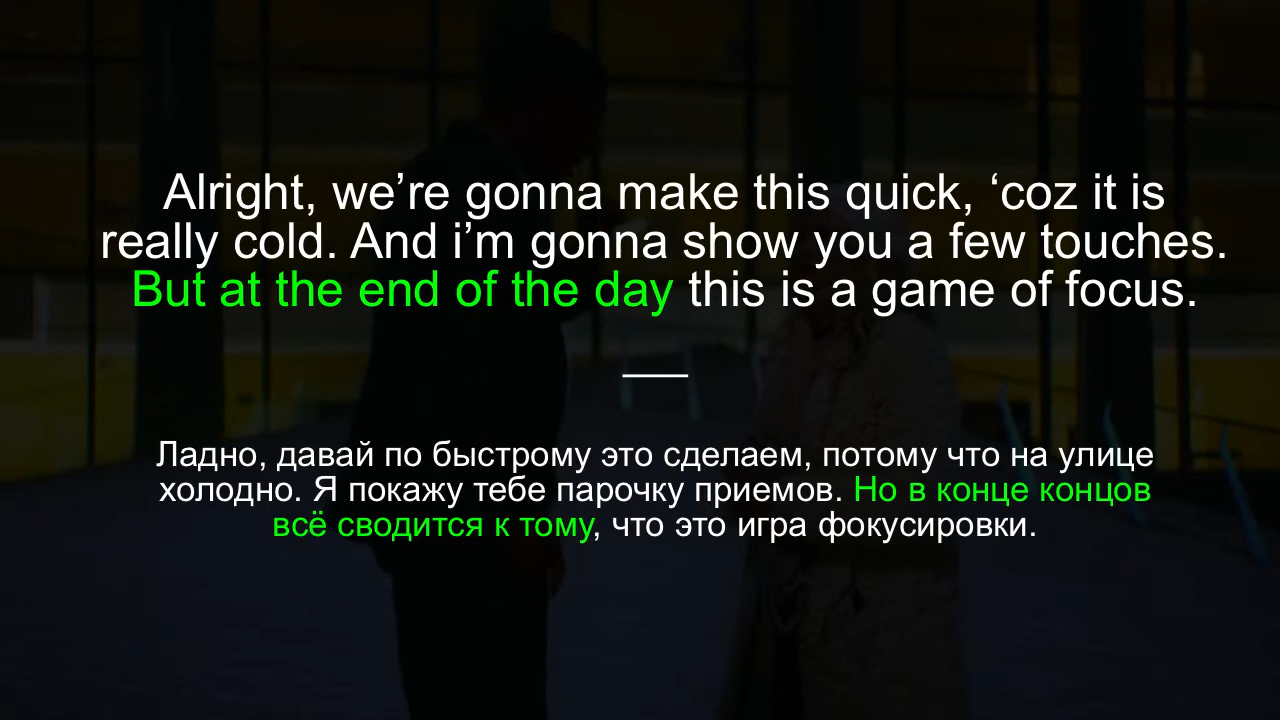 Alright, we’re gonna make this quick, ‘coz it is
really cold. And i’m gonna show you a few touches.
But at the end of the day this is a game of focus.
Ладно, давай по быстрому это сделаем, потому что на улице
холодно. Я покажу тебе парочку приемов. Но в конце концов
всё сводится к тому, что это игра фокусировки.